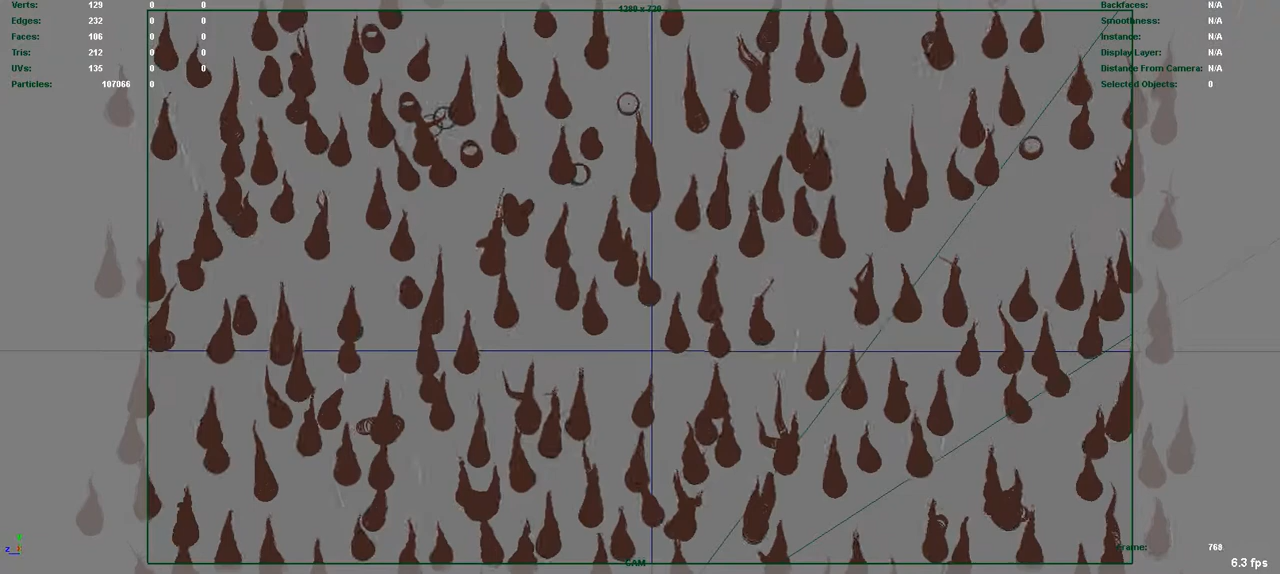 Verts: 129 0 0
Edges: 232 0 0
Faces: 106 0 0
Tris: 212 0 0
UVs: 135 0 0
Particles: 107066 0
1280 x 720
Backfaces: N/A
Smoothness: N/A
Instance: N/A
Display Layer: N/A
Distance From Camera: N/A
Selected Objects: 0
z
CAM
Frame: 768
6.3 fps